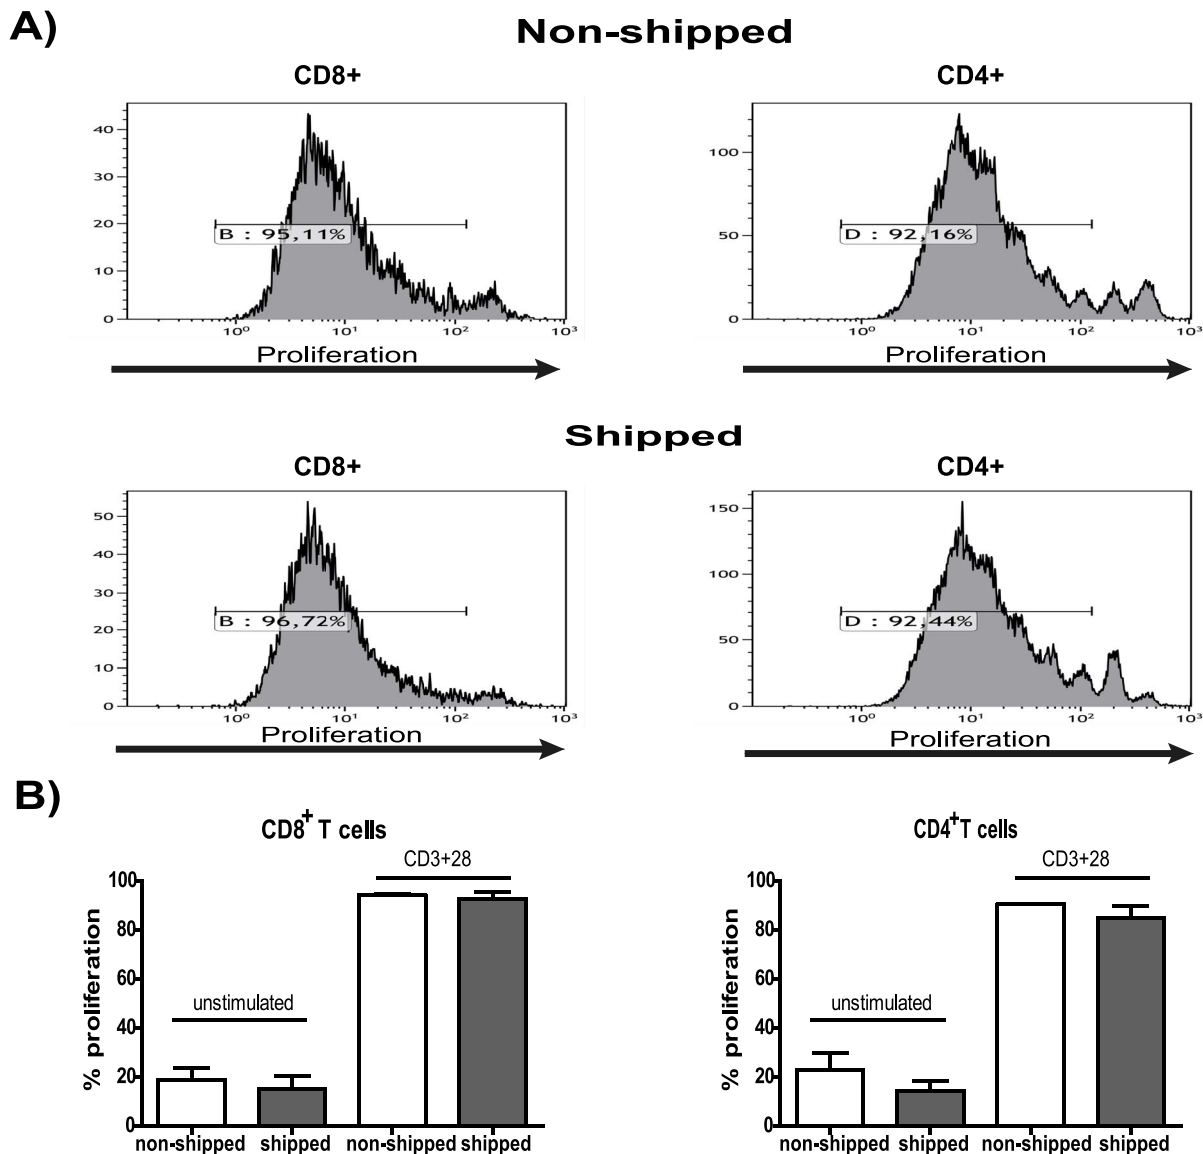 A)
Non-shipped
CD8+
CD4+
40
30
20
10
0
B : 95,11%
10⁰
10¹
10²
10³
Proliferation
100
50
0
D : 92,16%
10⁰
10¹
10²
10³
Proliferation
Shipped
CD8+
CD4+
50
40
30
20
10
0
B : 96,72%
10⁰
10¹
10²
10³
Proliferation
150
100
50
0
D : 92,44%
10⁰
10¹
10²
10³
Proliferation
B)
CD8⁺ T cells
% proliferation
100
80
60
40
20
0
unstimulated
CD3+28
non-shipped
shipped
non-shipped
shipped
CD4⁺T cells
% proliferation
100
80
60
40
20
0
unstimulated
CD3+28
non-shipped
shipped
non-shipped
shipped